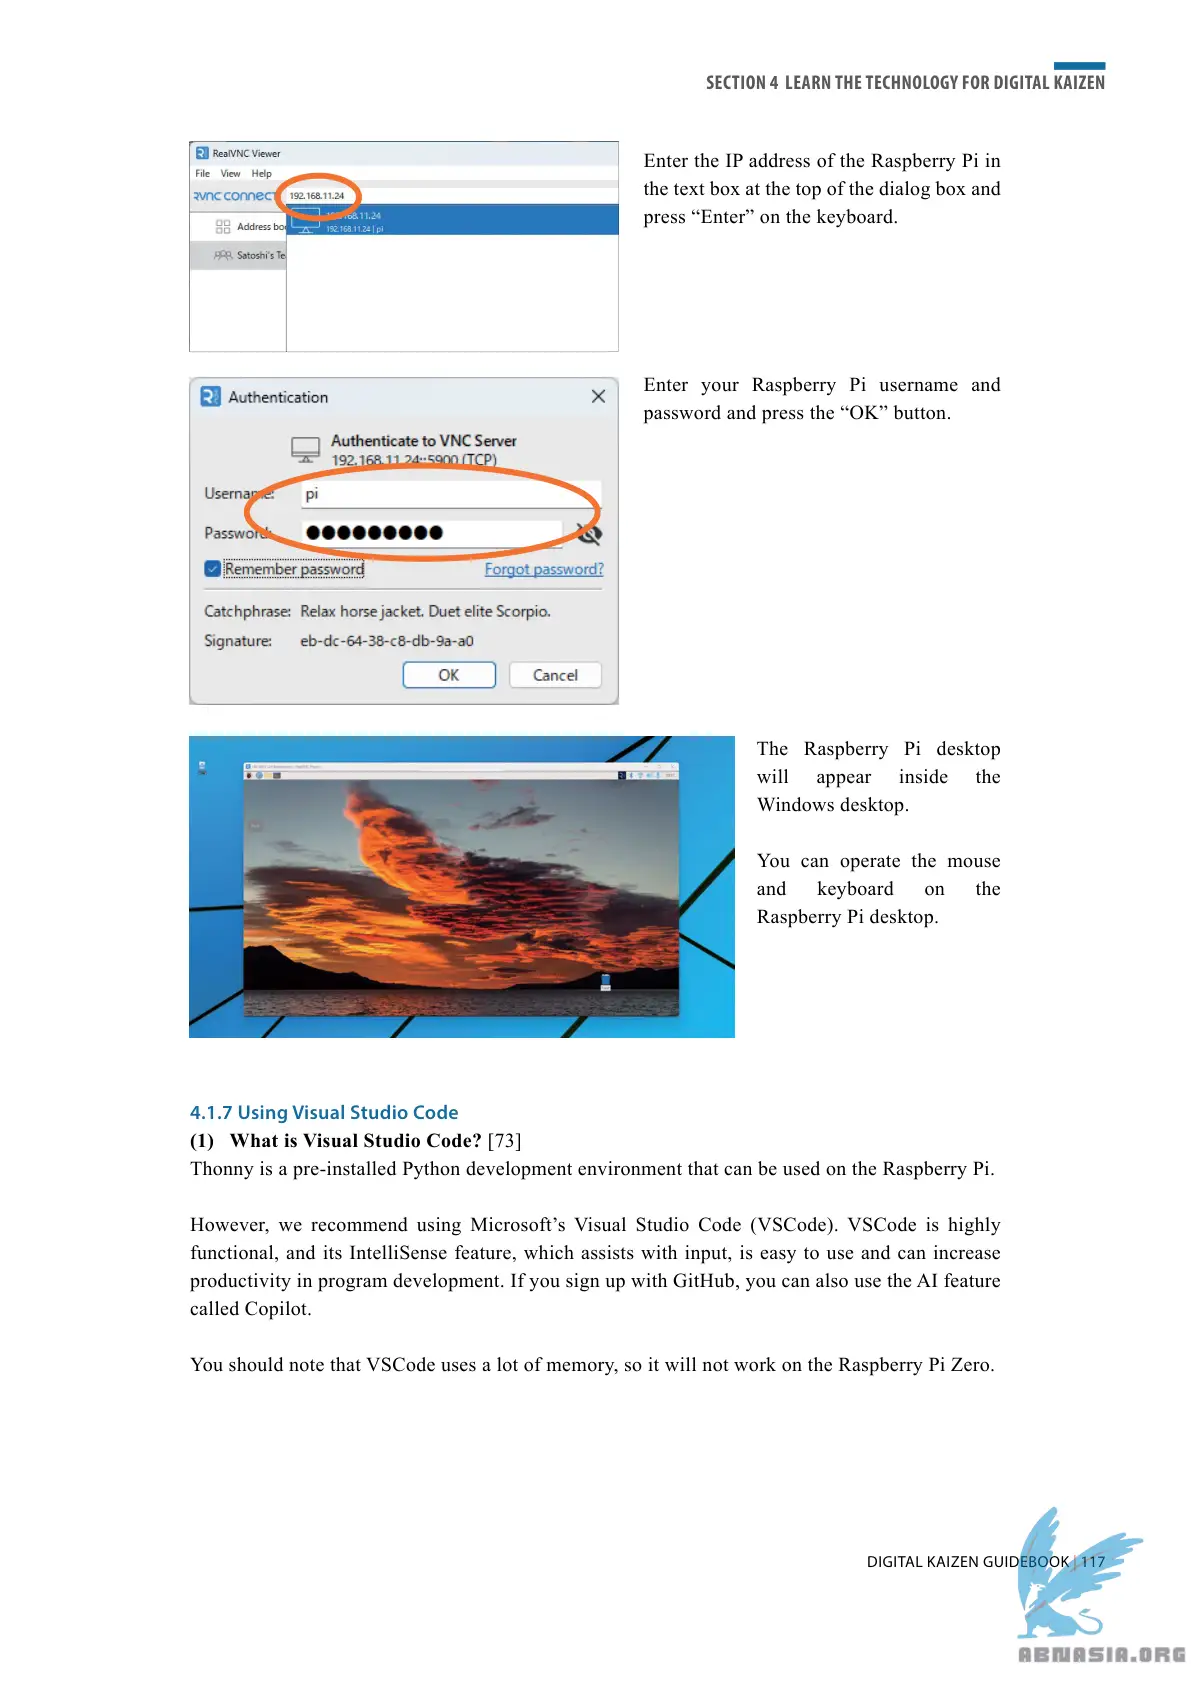 SECTION 4 LEARN THE TECHNOLOGY FOR DIGITAL KAIZEN
RealVNC Viewer
File View Help
RVNC CONNECT 192.168.11.24
192.168.11.24
Address boo
192.168.11.24 | pi
Satoshi's Te
Enter the IP address of the Raspberry Pi in
the text box at the top of the dialog box and
press “Enter” on the keyboard.
Authentication
Authenticate to VNC Server
192.168.11.24::5900 (TCP)
Username: pi
Password:
Remember password Forgot password?
Catchphrase: Relax horse jacket. Duet elite Scorpio.
Signature: eb-dc-64-38-c8-db-9a-a0
OK Cancel
Enter your Raspberry Pi username and
password and press the “OK” button.
The Raspberry Pi desktop
will appear inside the
Windows desktop.
You can operate the mouse
and keyboard on the
Raspberry Pi desktop.
4.1.7 Using Visual Studio Code
(1) What is Visual Studio Code? [73]
Thonny is a pre-installed Python development environment that can be used on the Raspberry Pi.
However, we recommend using Microsoft’s Visual Studio Code (VSCode). VSCode is highly
functional, and its IntelliSense feature, which assists with input, is easy to use and can increase
productivity in program development. If you sign up with GitHub, you can also use the AI feature
called Copilot.
You should note that VSCode uses a lot of memory, so it will not work on the Raspberry Pi Zero.
DIGITAL KAIZEN GUIDEBOOK | 117
ABNASIA.ORG